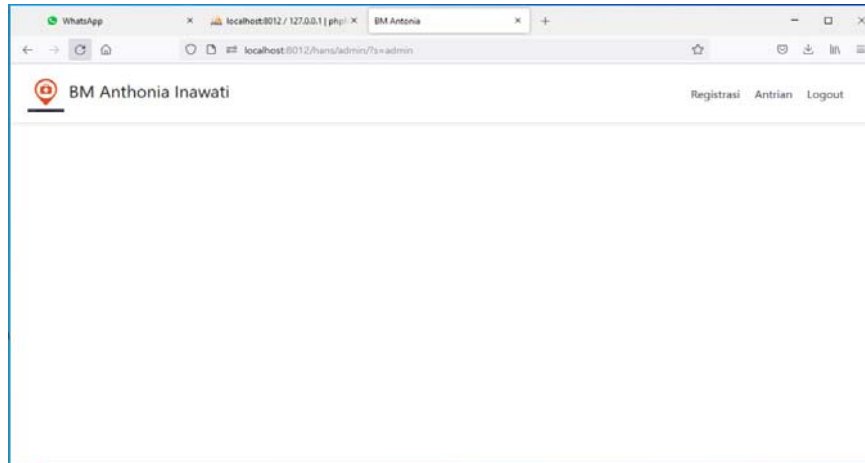 WhatsApp
localhost:8012 / 127.0.0.1 | php
BM Antonia
localhost:8012/hans/admin/?s=admin
BM Anthonia Inawati
Registrasi Antrian Logout